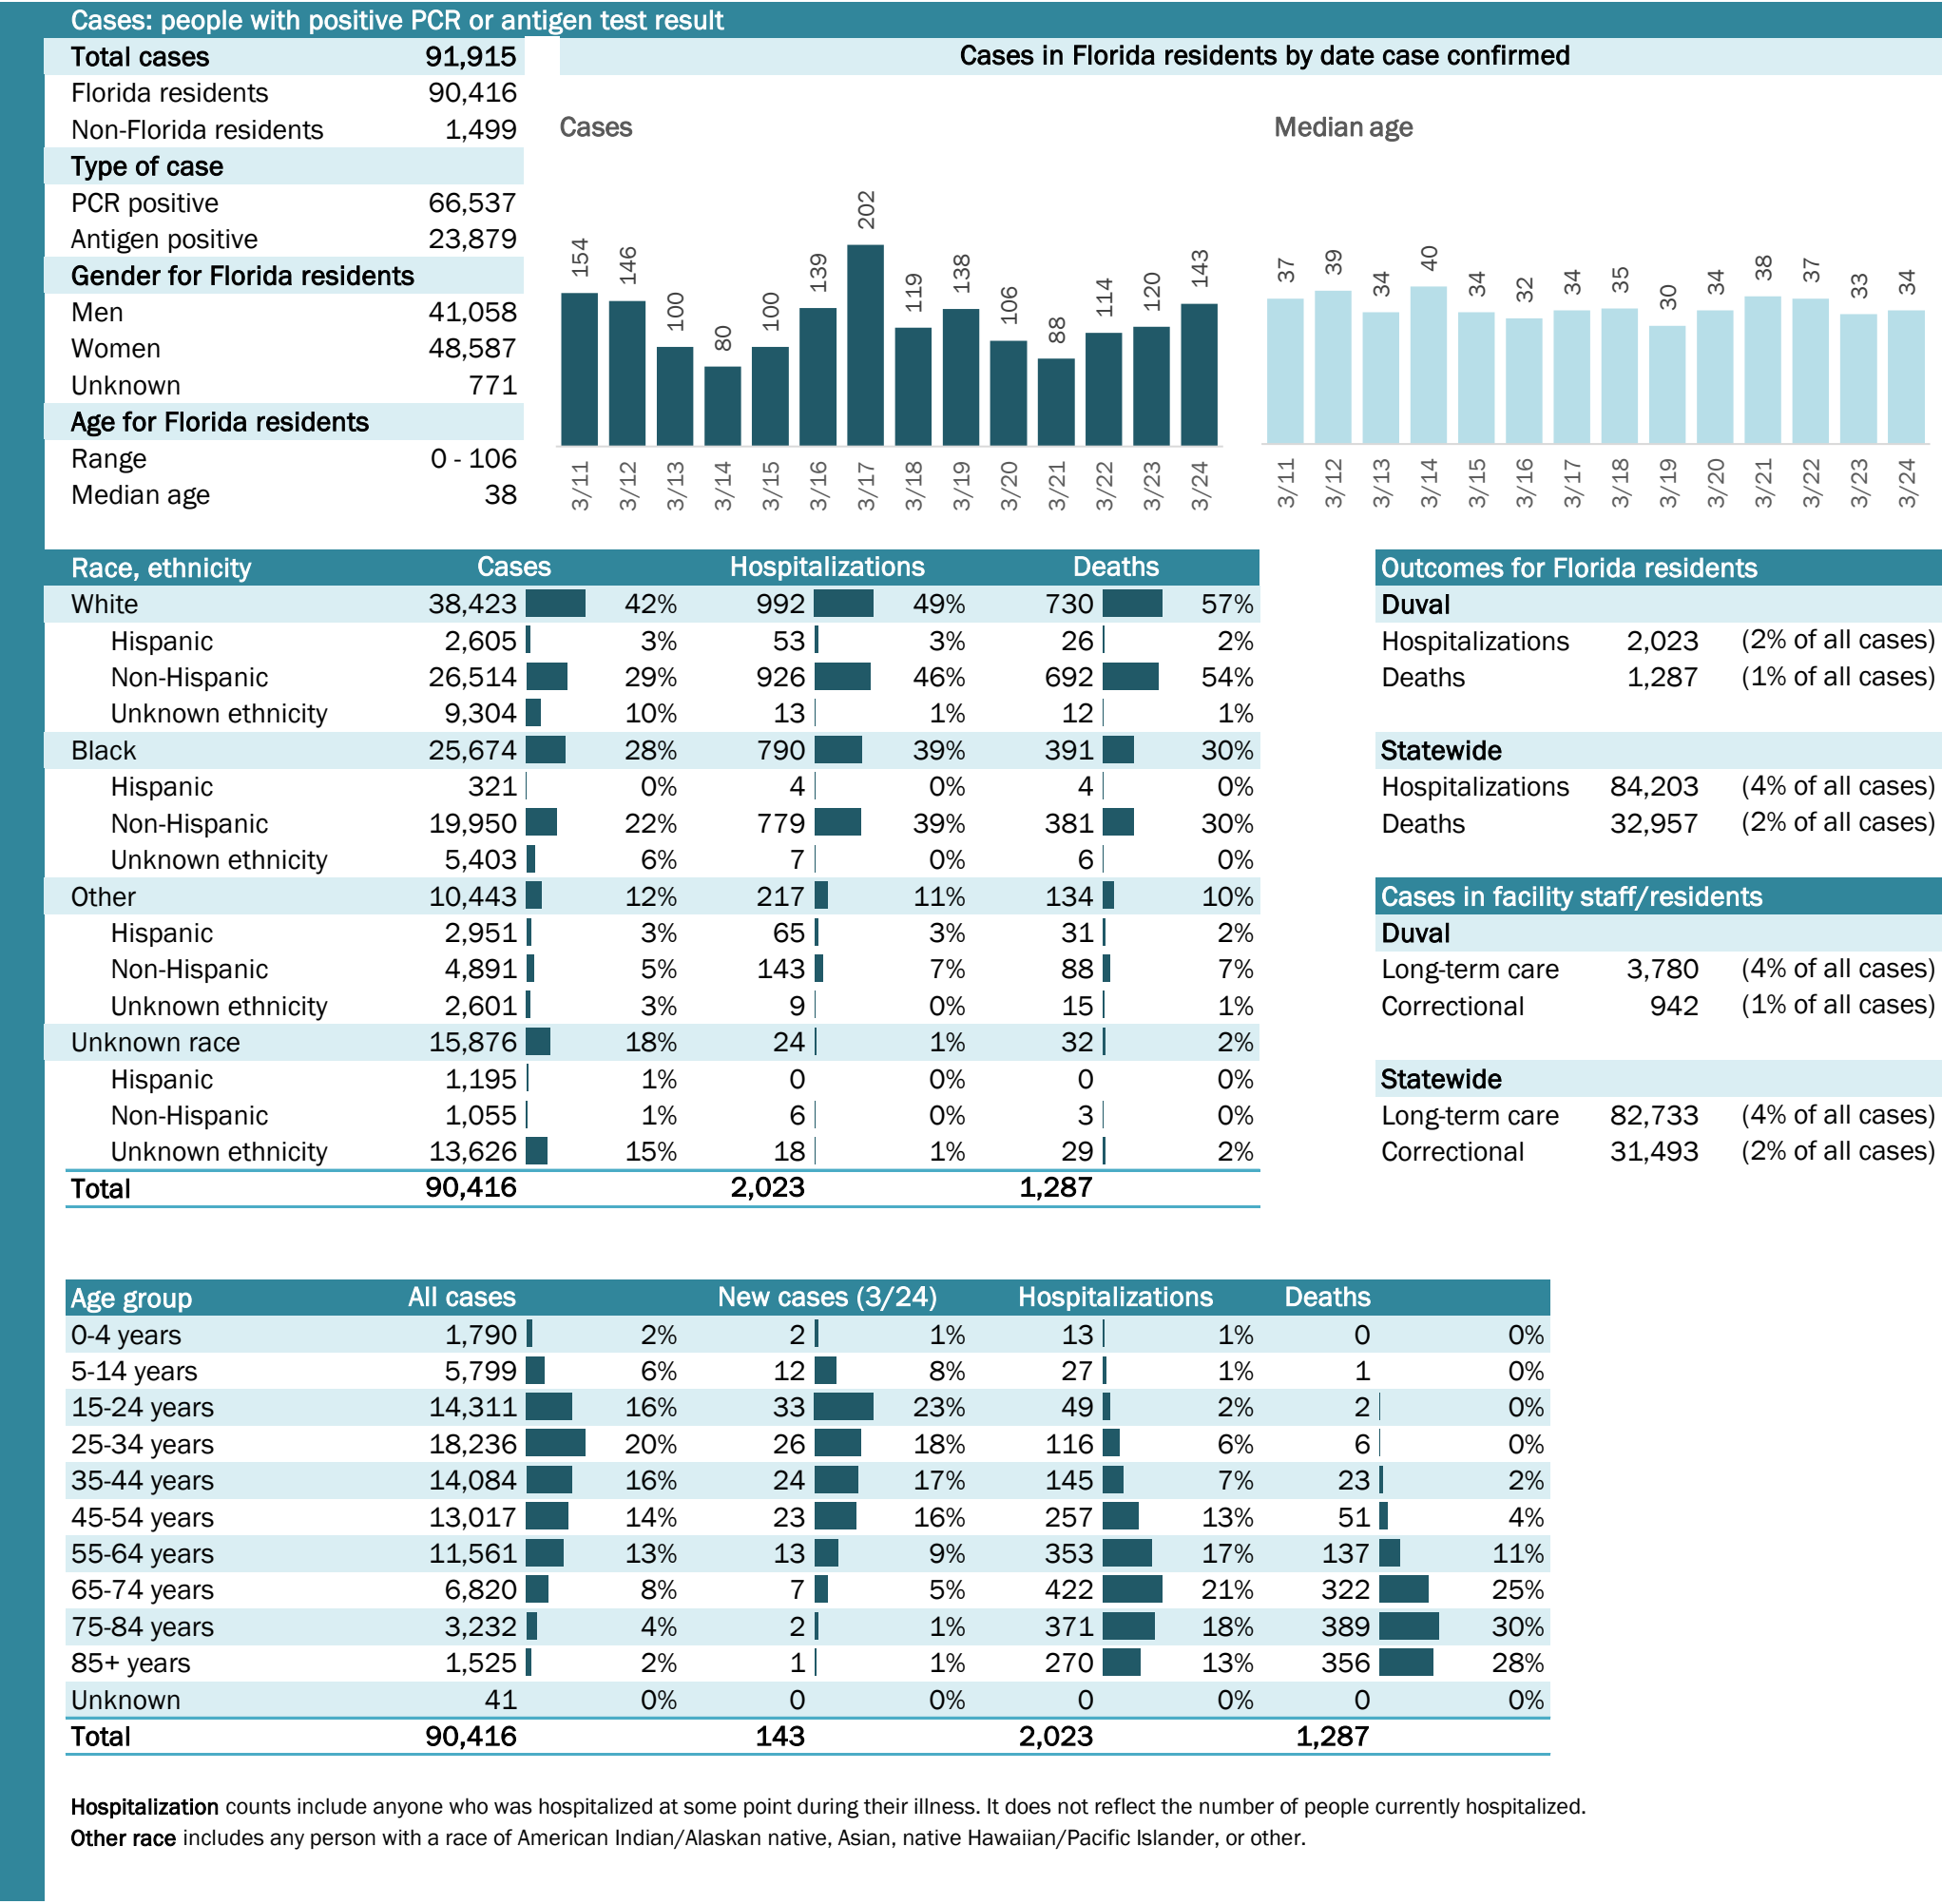 Cases: people with positive PCR or antigen test result
Total cases 91,915
Florida residents 90,416
Non-Florida residents 1,499
Type of case
PCR positive 66,537
Antigen positive 23,879
Gender for Florida residents
Men 41,058
Women 48,587
Unknown 771
Age for Florida residents
Range 0 - 106
Median age 38
Cases in Florida residents by date case confirmed
Cases
154 146 100 80 100 139 202 119 138 106 88 114 120 143
3/11 3/12 3/13 3/14 3/15 3/16 3/17 3/18 3/19 3/20 3/21 3/22 3/23 3/24
Median age
37 39 34 40 34 32 34 35 30 34 38 37 33 34
3/11 3/12 3/13 3/14 3/15 3/16 3/17 3/18 3/19 3/20 3/21 3/22 3/23 3/24
Race, ethnicity Cases Hospitalizations Deaths
White 38,423 42% 992 49% 730 57%
Hispanic 2,605 3% 53 3% 26 2%
Non-Hispanic 26,514 29% 926 46% 692 54%
Unknown ethnicity 9,304 10% 13 1% 12 1%
Black 25,674 28% 790 39% 391 30%
Hispanic 321 0% 4 0% 4 0%
Non-Hispanic 19,950 22% 779 39% 381 30%
Unknown ethnicity 5,403 6% 7 0% 6 0%
Other 10,443 12% 217 11% 134 10%
Hispanic 2,951 3% 65 3% 31 2%
Non-Hispanic 4,891 5% 143 7% 88 7%
Unknown ethnicity 2,601 3% 9 0% 15 1%
Unknown race 15,876 18% 24 1% 32 2%
Hispanic 1,195 1% 0 0% 0 0%
Non-Hispanic 1,055 1% 6 0% 3 0%
Unknown ethnicity 13,626 15% 18 1% 29 2%
Total 90,416 2,023 1,287
Outcomes for Florida residents
Duval
Hospitalizations 2,023 (2% of all cases)
Deaths 1,287 (1% of all cases)
Statewide
Hospitalizations 84,203 (4% of all cases)
Deaths 32,957 (2% of all cases)
Cases in facility staff/residents
Duval
Long-term care 3,780 (4% of all cases)
Correctional 942 (1% of all cases)
Statewide
Long-term care 82,733 (4% of all cases)
Correctional 31,493 (2% of all cases)
Age group All cases New cases (3/24) Hospitalizations Deaths
0-4 years 1,790 2% 2 1% 13 1% 0 0%
5-14 years 5,799 6% 12 8% 27 1% 1 0%
15-24 years 14,311 16% 33 23% 49 2% 2 0%
25-34 years 18,236 20% 26 18% 116 6% 6 0%
35-44 years 14,084 16% 24 17% 145 7% 23 2%
45-54 years 13,017 14% 23 16% 257 13% 51 4%
55-64 years 11,561 13% 13 9% 353 17% 137 11%
65-74 years 6,820 8% 7 5% 422 21% 322 25%
75-84 years 3,232 4% 2 1% 371 18% 389 30%
85+ years 1,525 2% 1 1% 270 13% 356 28%
Unknown 41 0% 0 0% 0 0% 0 0%
Total 90,416 143 2,023 1,287
Hospitalization counts include anyone who was hospitalized at some point during their illness. It does not reflect the number of people currently hospitalized.
Other race includes any person with a race of American Indian/Alaskan native, Asian, native Hawaiian/Pacific Islander, or other.